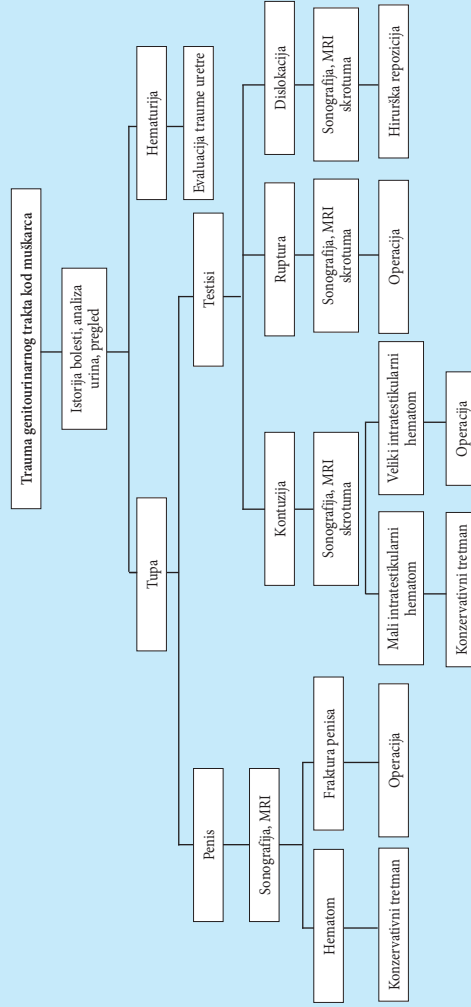 Trauma genitourinarnog trakta kod muškarca
Istorija bolesti, analiza
urina, pregled
Tupa
Hematurija
Evaluacija traume uretre
Penis
Testisi
Sonografija, MRI
Hematom
Fraktura penisa
Konzervativni tretman
Operacija
Kontuzija
Ruptura
Dislokacija
Sonografija, MRI
skrotuma
Sonografija, MRI
skrotuma
Sonografija, MRI
skrotuma
Mali intratestikularni
hematom
Veliki intratestikularni
hematom
Operacija
Hirurška repozicija
Konzervativni tretman
Operacija